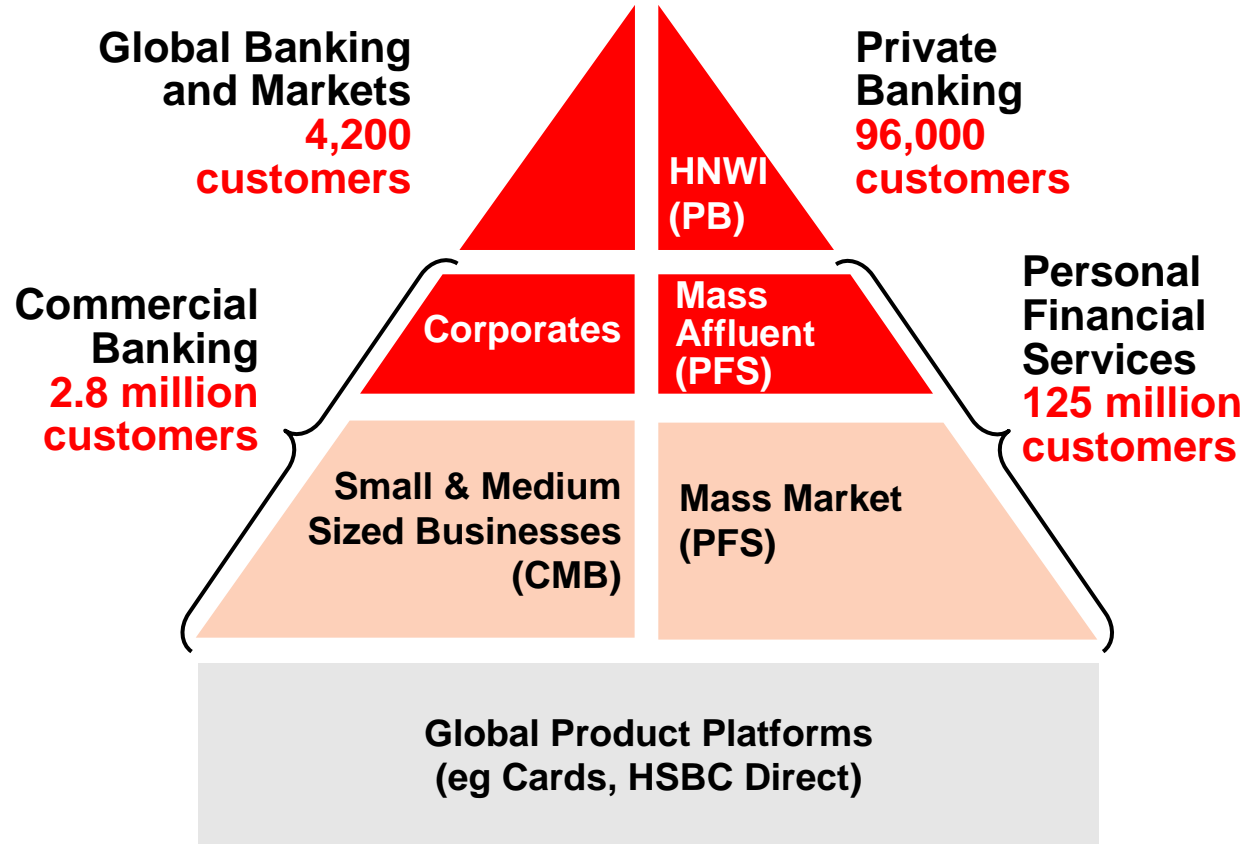 Global Banking
and Markets
4,200
customers
Private
Banking
96,000
customers
HNWI
(PB)
Commercial
Banking
2.8 million
customers
Corporates
Mass
Affluent
(PFS)
Personal
Financial
Services
125 million
customers
Small & Medium
Sized Businesses
(CMB)
Mass Market
(PFS)
Global Product Platforms
(eg Cards, HSBC Direct)